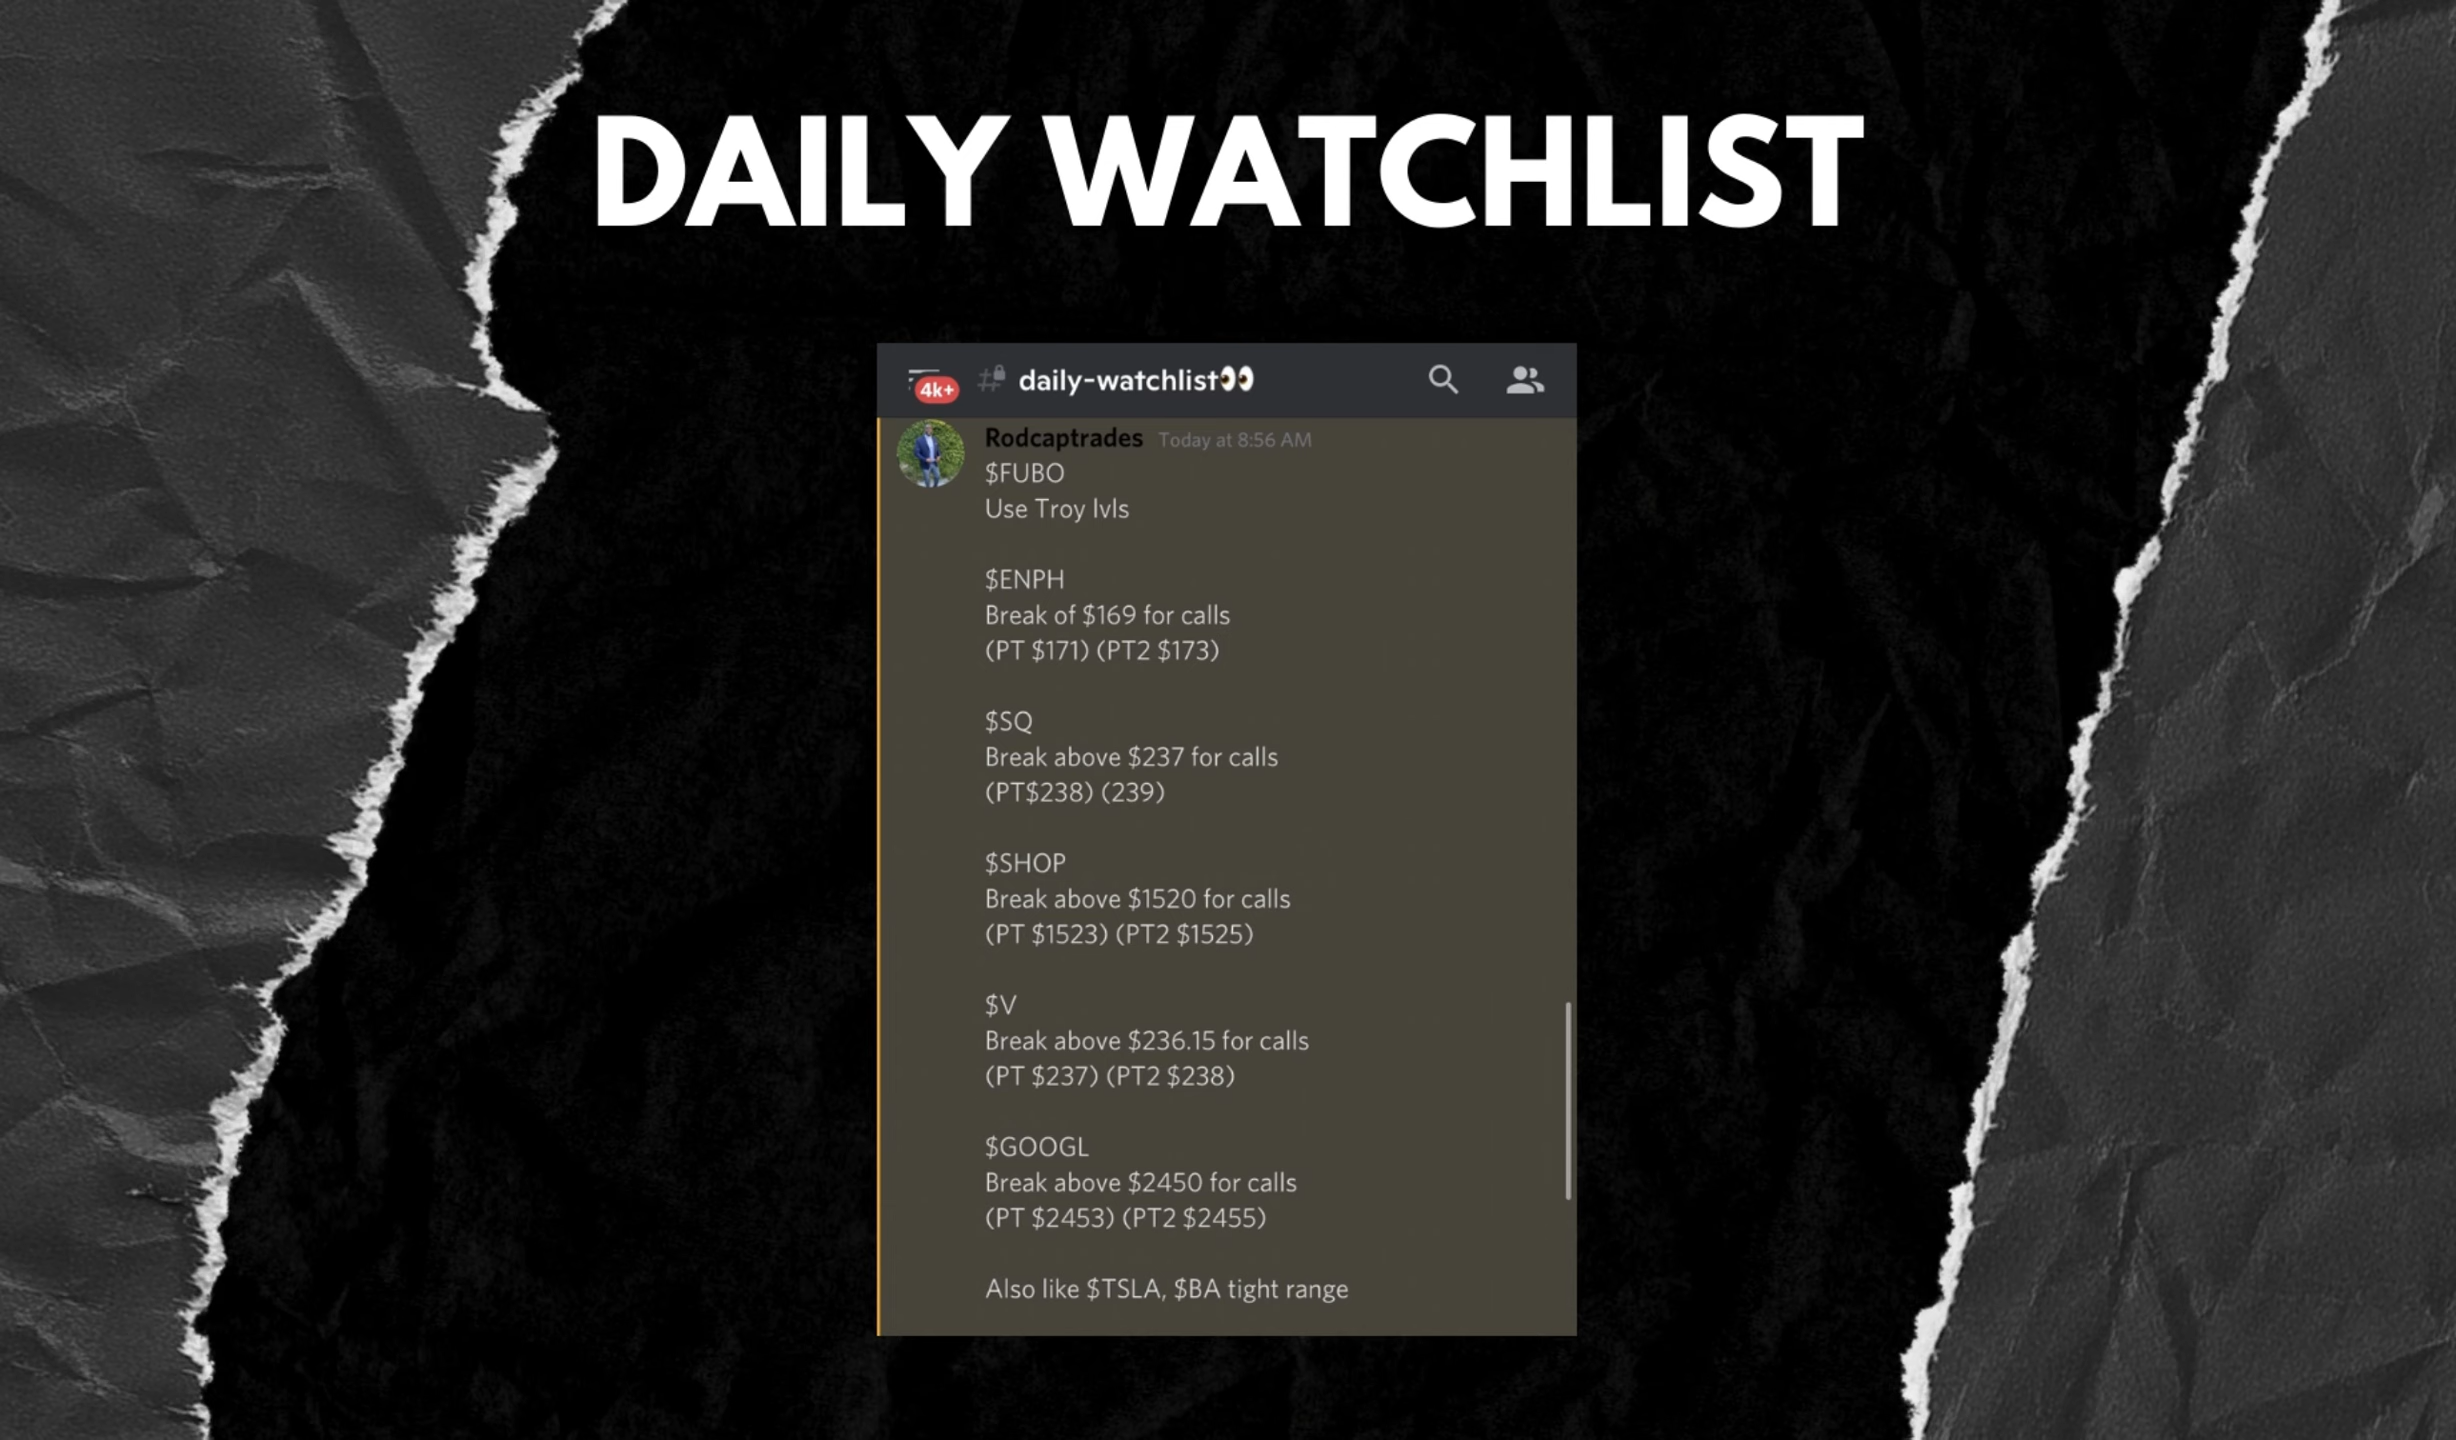 DAILY WATCHLIST
4k+ daily-watchlist👀
Rodcaptrades Today at 8:56 AM
$FUBO
Use Troy lvls
$ENPH
Break of $169 for calls
(PT $171) (PT2 $173)
$SQ
Break above $237 for calls
(PT$238) (239)
$SHOP
Break above $1520 for calls
(PT $1523) (PT2 $1525)
$V
Break above $236.15 for calls
(PT $237) (PT2 $238)
$GOOGL
Break above $2450 for calls
(PT $2453) (PT2 $2455)
Also like $TSLA, $BA tight range